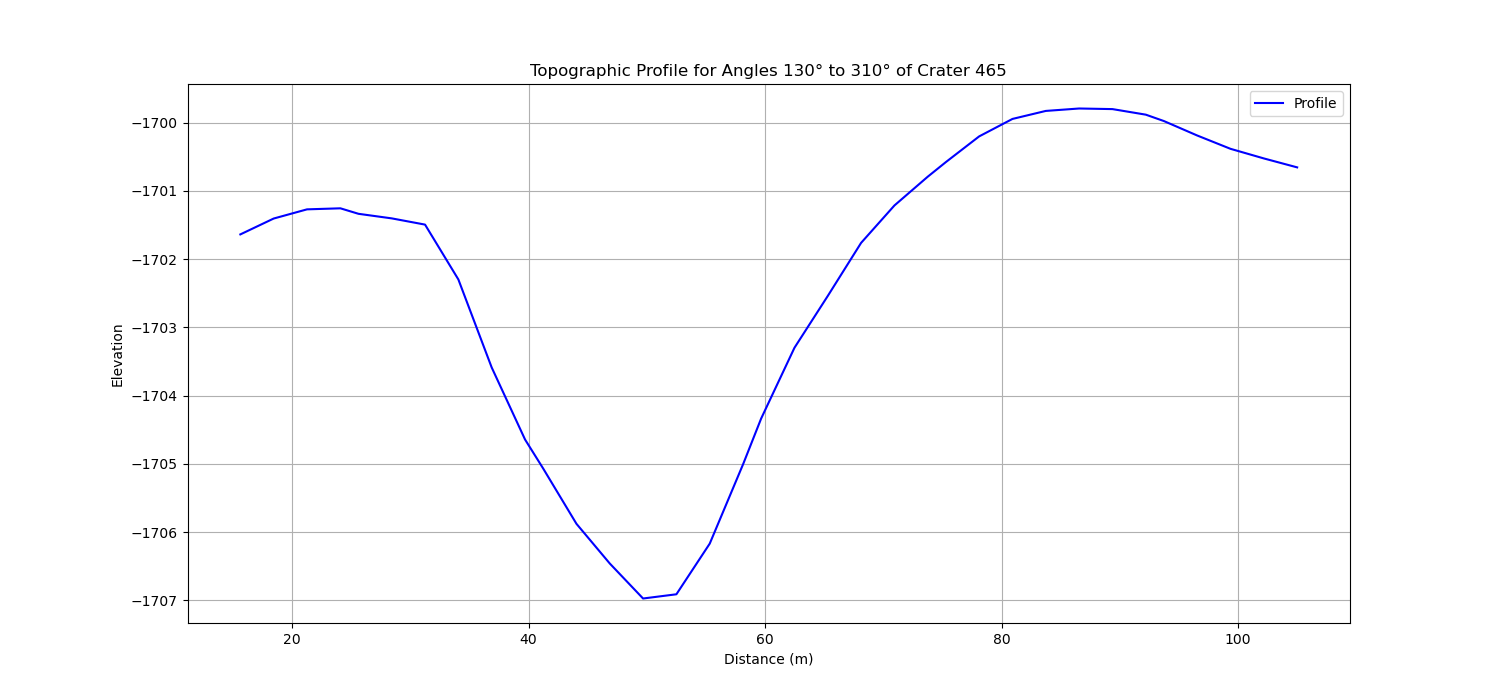 Topographic Profile for Angles 130° to 310° of Crater 465
Profile
−1700
−1701
−1702
−1703
−1704
−1705
−1706
−1707
Elevation
20 40 60 80 100
Distance (m)